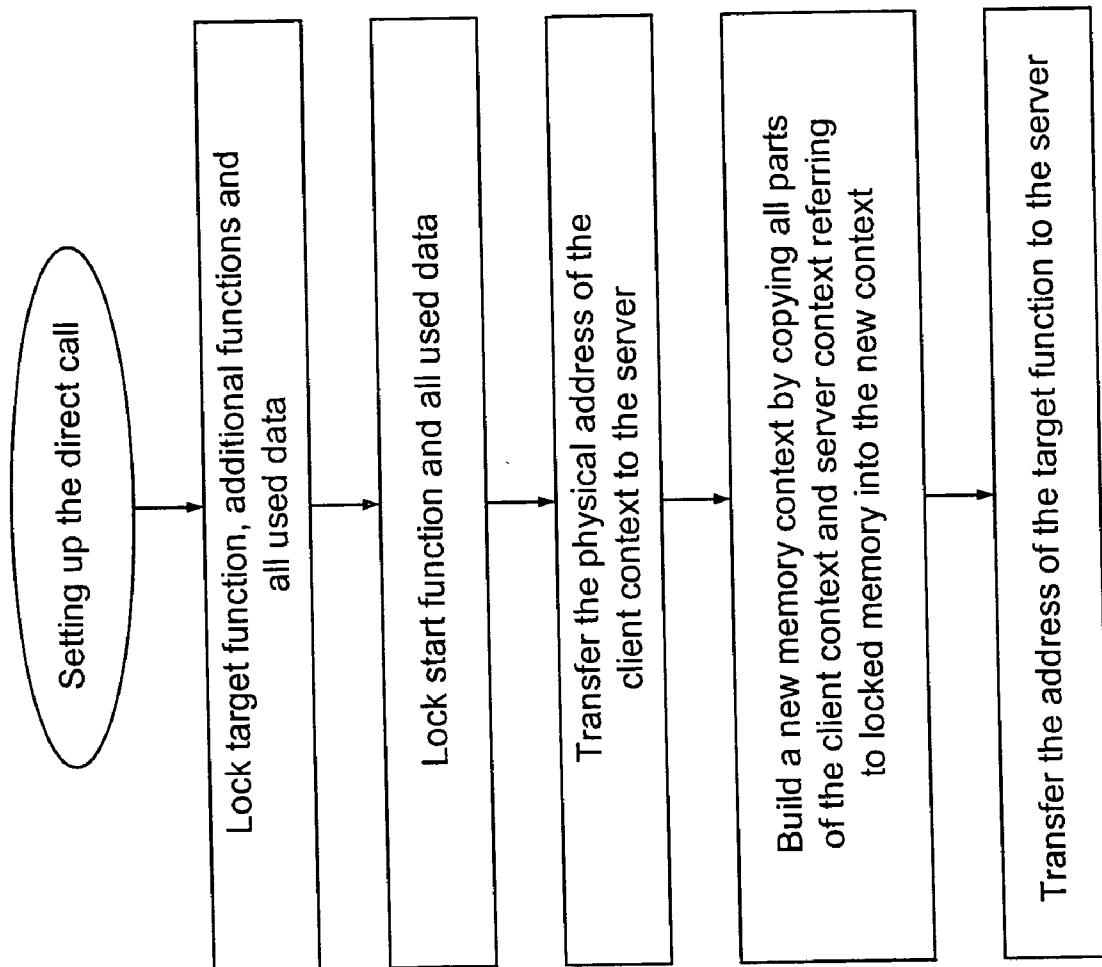 Setting up the direct call
Lock target function, additional functions and
all used data
Lock start function and all used data
Transfer the physical address of the
client context to the server
Build a new memory context by copying all parts
of the client context and server context referring
to locked memory into the new context
Transfer the address of the target function to the server